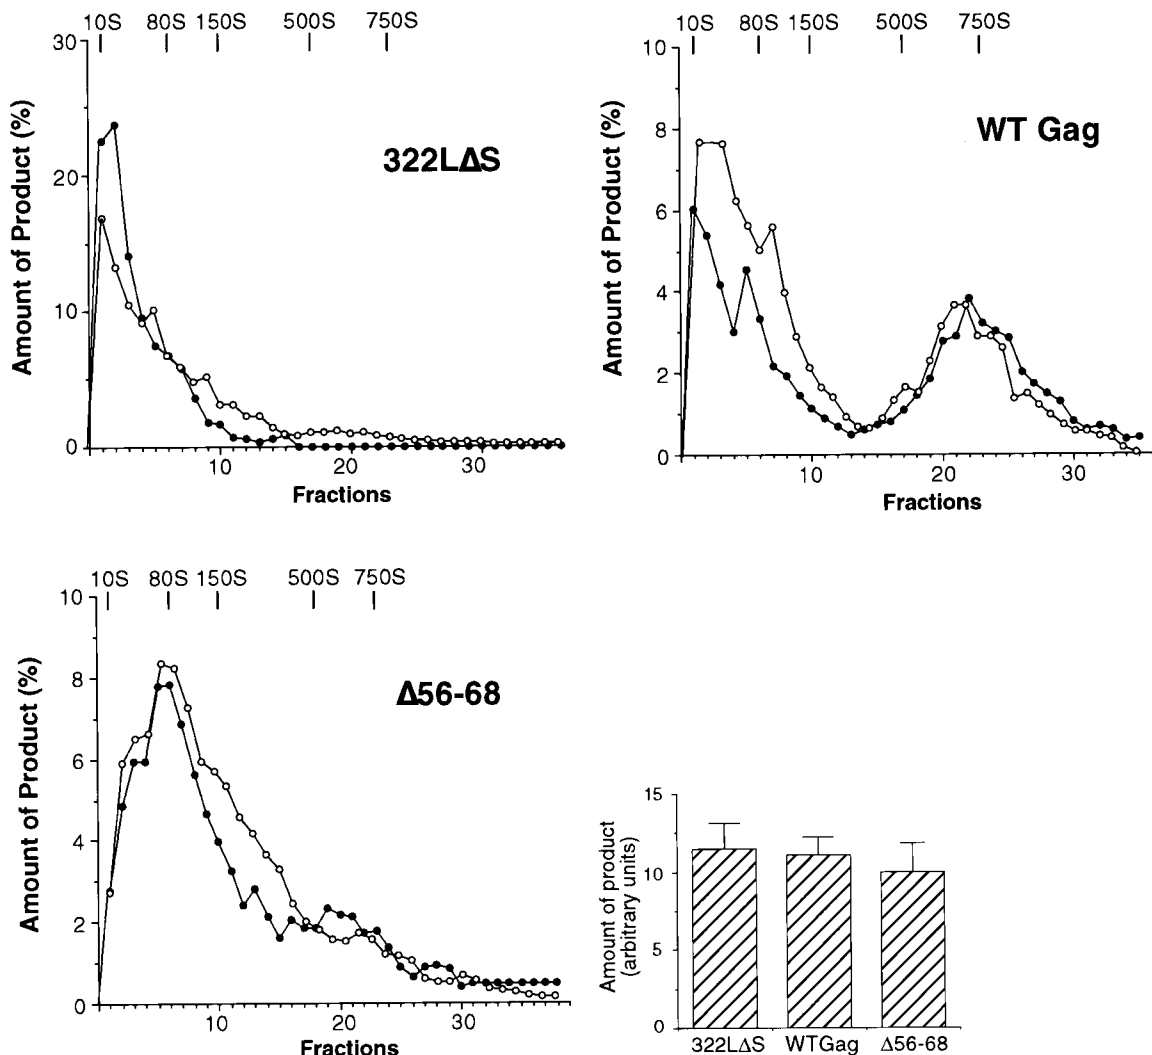 10S 80S 150S 500S 750S
30
20
10
0
10 20 30
Amount of Product (%)
322LΔS
Fractions
10S 80S 150S 500S 750S
10
8
6
4
2
0
10 20 30
Amount of Product (%)
WT Gag
Fractions
10S 80S 150S 500S 750S
10
8
6
4
2
0
10 20 30
Amount of Product (%)
Δ56-68
Fractions
15
10
5
0
Amount of product
(arbitrary units)
322LΔS WTGag Δ56-68